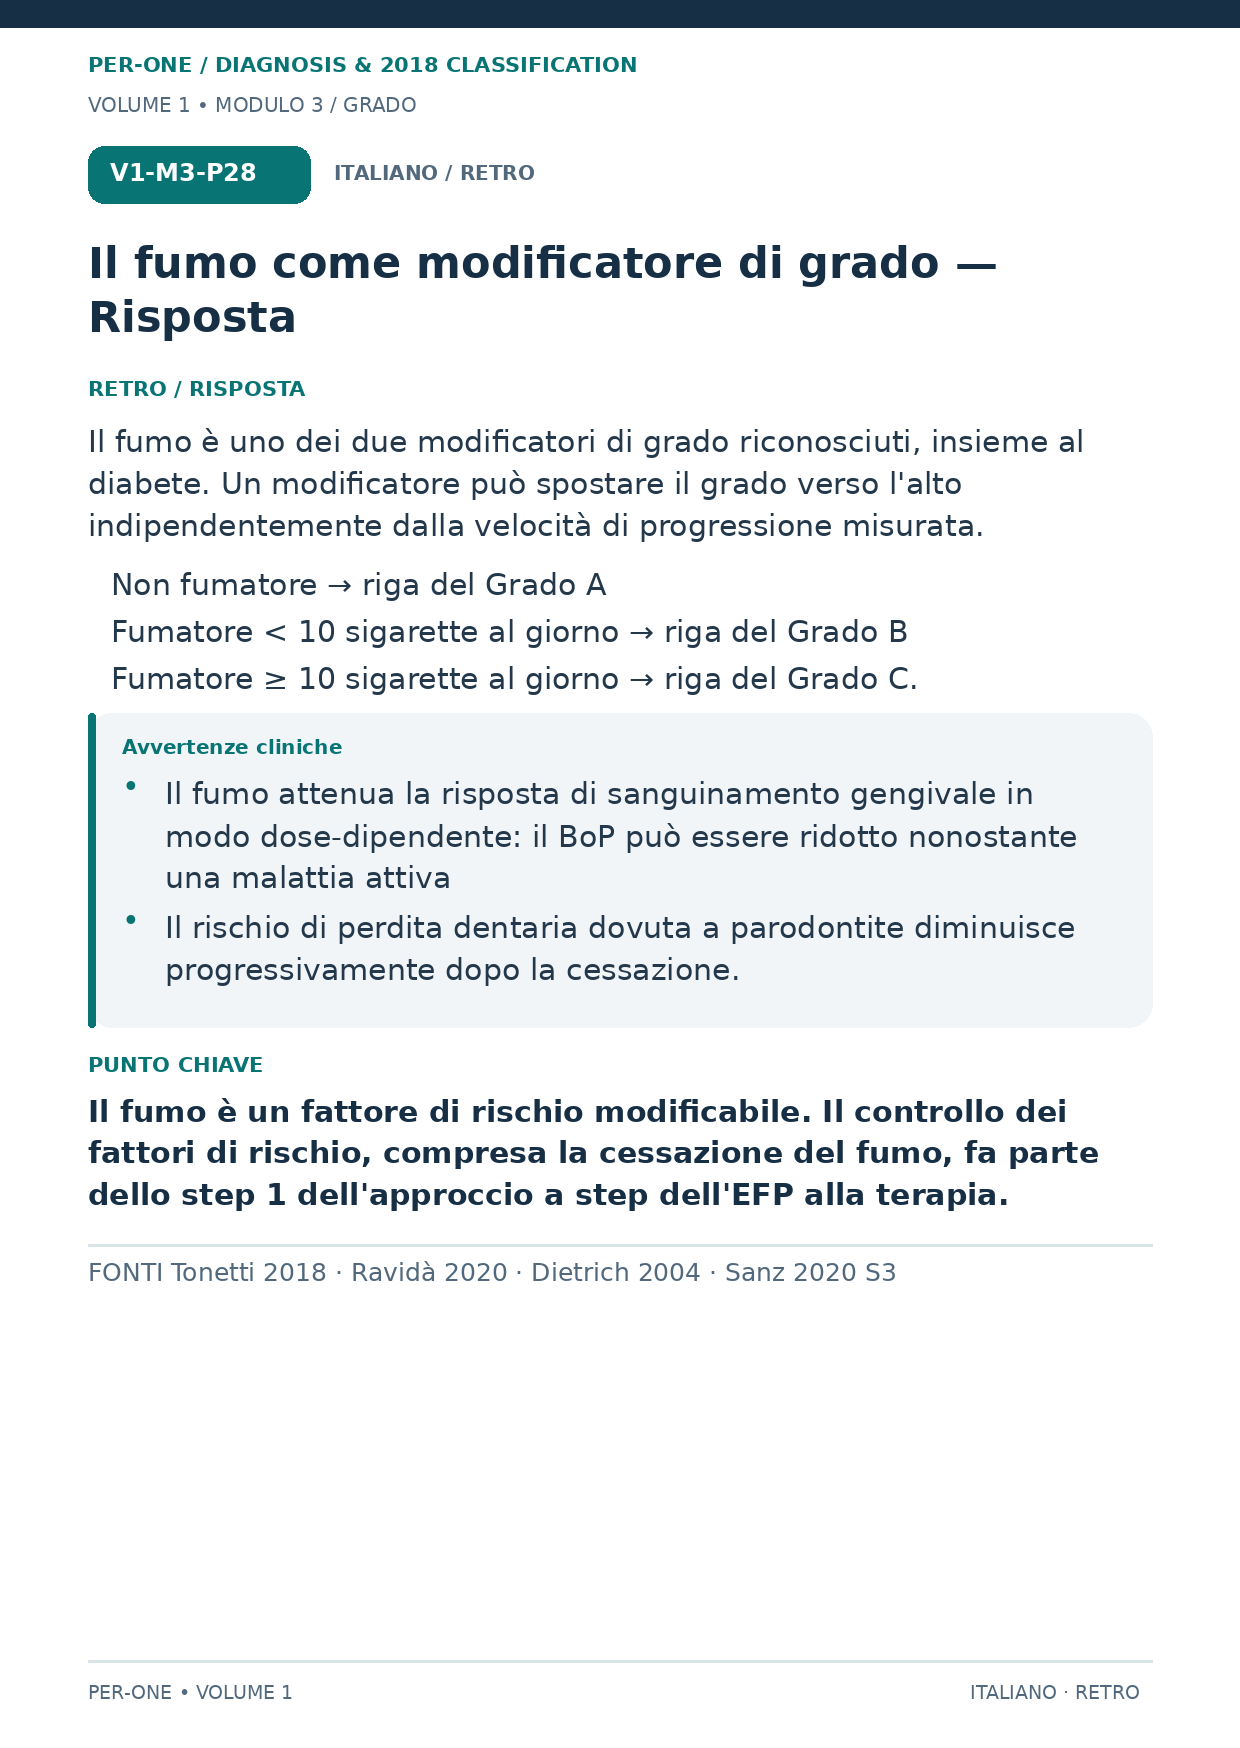 PER-ONE / DIAGNOSIS & 2018 CLASSIFICATION
VOLUME 1 • MODULO 3 / GRADO
V1-M3-P28
ITALIANO / RETRO
Il fumo come modificatore di grado —
Risposta
RETRO / RISPOSTA
Il fumo è uno dei due modificatori di grado riconosciuti, insieme al
diabete. Un modificatore può spostare il grado verso l'alto
indipendentemente dalla velocità di progressione misurata.
Non fumatore → riga del Grado A
Fumatore < 10 sigarette al giorno → riga del Grado B
Fumatore ≥ 10 sigarette al giorno → riga del Grado C.
Avvertenze cliniche
• Il fumo attenua la risposta di sanguinamento gengivale in
modo dose-dipendente: il BoP può essere ridotto nonostante
una malattia attiva
• Il rischio di perdita dentaria dovuta a parodontite diminuisce
progressivamente dopo la cessazione.
PUNTO CHIAVE
Il fumo è un fattore di rischio modificabile. Il controllo dei
fattori di rischio, compresa la cessazione del fumo, fa parte
dello step 1 dell'approccio a step dell'EFP alla terapia.
FONTI Tonetti 2018 · Ravidà 2020 · Dietrich 2004 · Sanz 2020 S3
PER-ONE • VOLUME 1
ITALIANO · RETRO